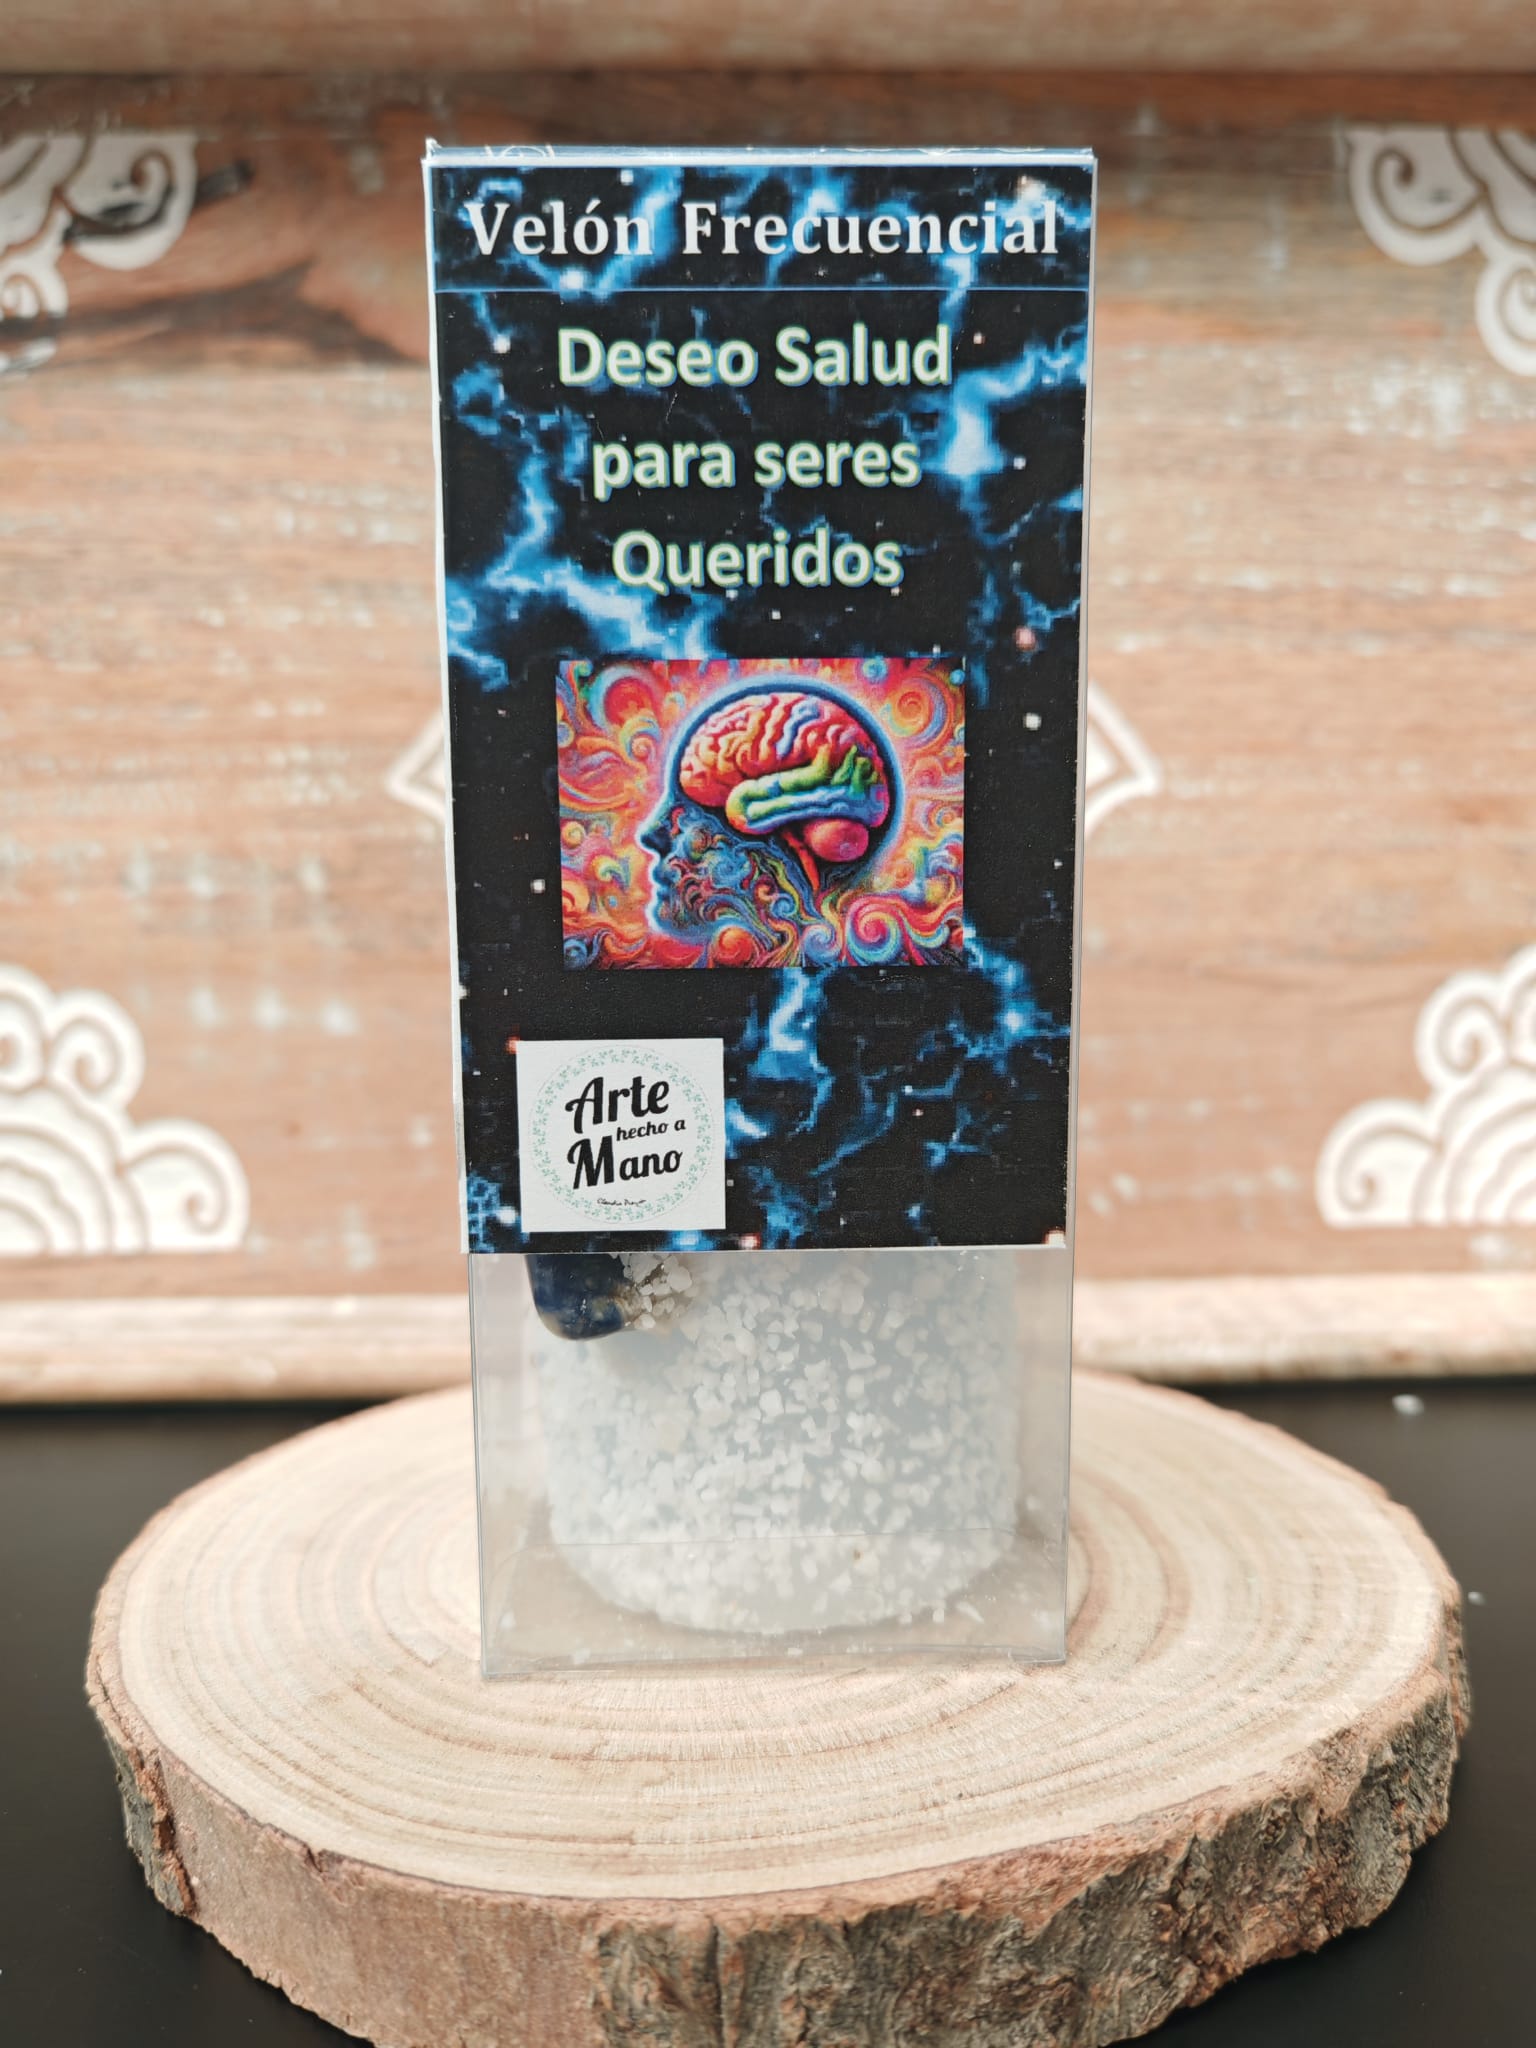 Velón Frecuencial
Deseo Salud
para seres
Queridos
Arte
hecho a
Mano